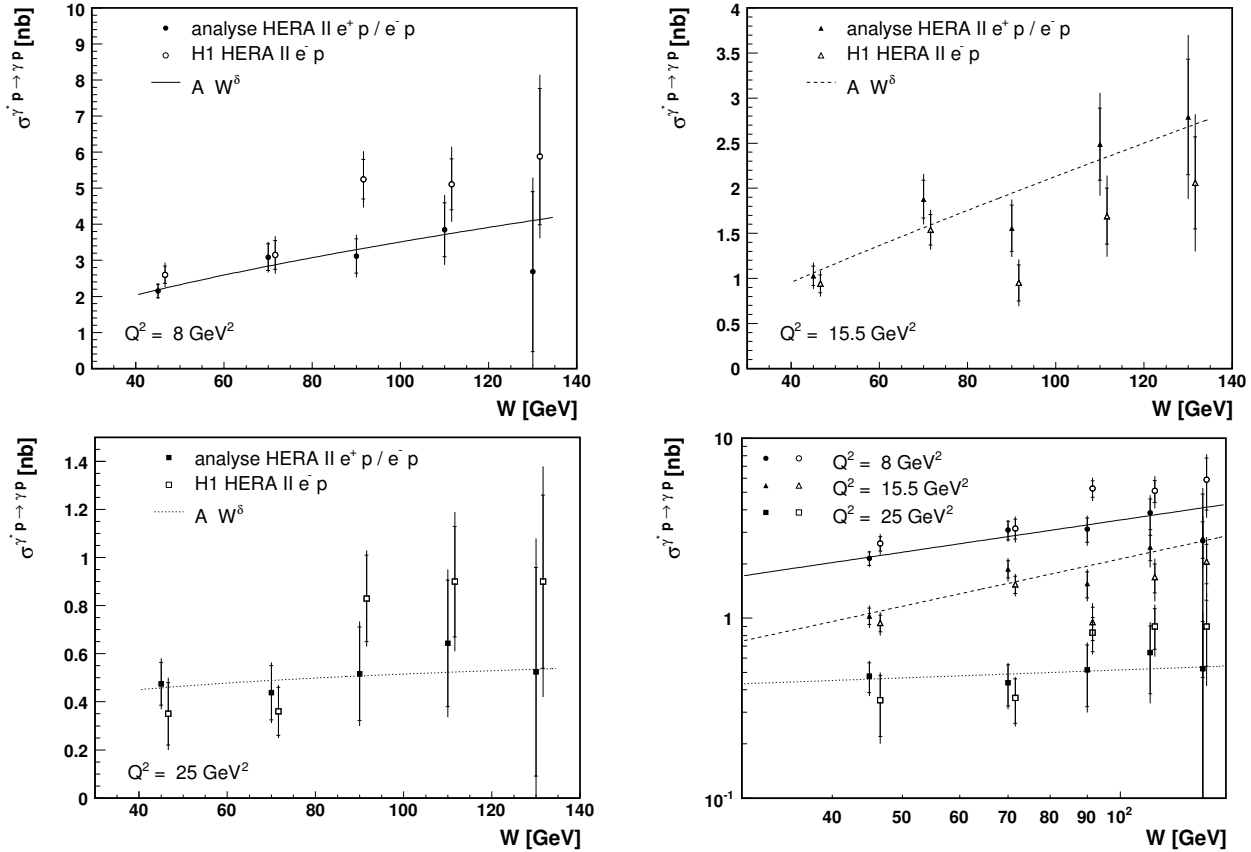 σ^γ* p → γ p [nb]
10
9
8
7
6
5
4
3
2
1
0
analyse HERA II e⁺ p / e⁻ p
H1 HERA II e⁻ p
A W^δ
Q² = 8 GeV²
40 60 80 100 120 140
W [GeV]
σ^γ* p → γ p [nb]
4
3.5
3
2.5
2
1.5
1
0.5
0
analyse HERA II e⁺ p / e⁻ p
H1 HERA II e⁻ p
A W^δ
Q² = 15.5 GeV²
40 60 80 100 120 140
W [GeV]
σ^γ* p → γ p [nb]
1.4
1.2
1
0.8
0.6
0.4
0.2
0
analyse HERA II e⁺ p / e⁻ p
H1 HERA II e⁻ p
A W^δ
Q² = 25 GeV²
40 60 80 100 120 140
W [GeV]
σ^γ* p → γ p [nb]
10
1
10⁻¹
Q² = 8 GeV²
Q² = 15.5 GeV²
Q² = 25 GeV²
40 50 60 70 80 90 10²
W [GeV]